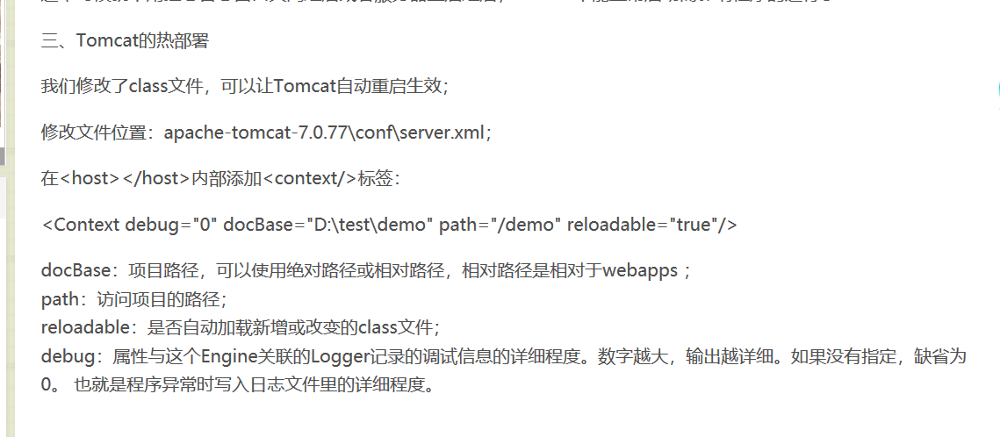 三、Tomcat的热部署
我们修改了class文件，可以让Tomcat自动重启生效；
修改文件位置：apache-tomcat-7.0.77\conf\server.xml；
在<host></host>内部添加<context/>标签：
<Context debug="0" docBase="D:\test\demo" path="/demo" reloadable="true"/>
docBase：项目路径，可以使用绝对路径或相对路径，相对路径是相对于webapps ；
path：访问项目的路径；
reloadable：是否自动加载新增或改变的class文件；
debug：属性与这个Engine关联的Logger记录的调试信息的详细程度。数字越大，输出越详细。如果没有指定，缺省为
0。 也就是程序异常时写入日志文件里的详细程度。